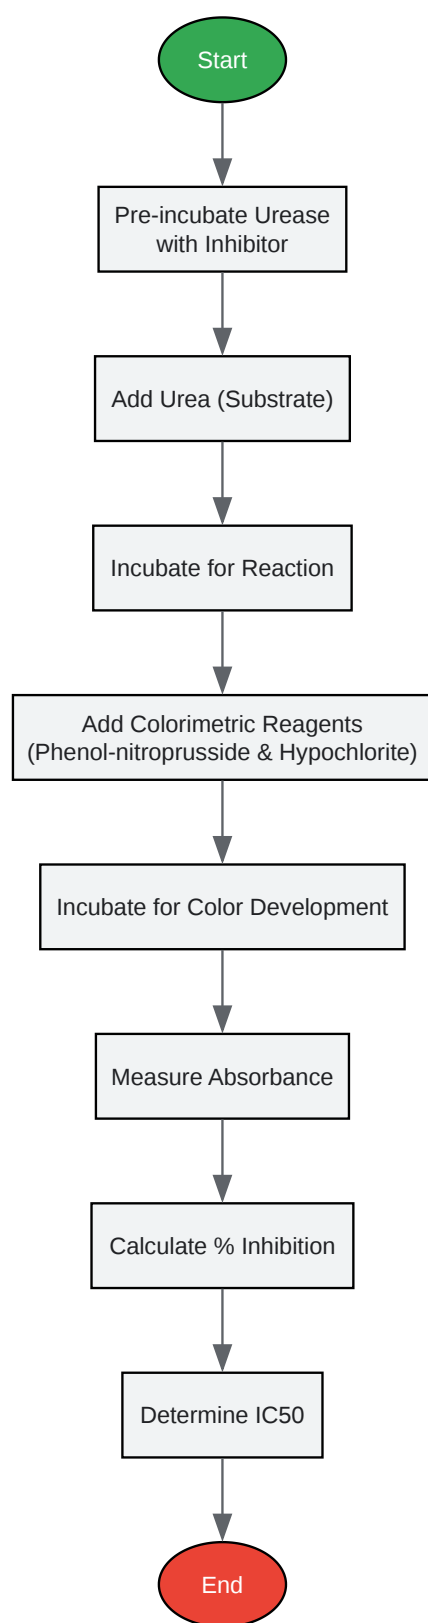 Start
Pre-incubate Urease
with Inhibitor
Add Urea (Substrate)
Incubate for Reaction
Add Colorimetric Reagents
(Phenol-nitroprusside & Hypochlorite)
Incubate for Color Development
Measure Absorbance
Calculate % Inhibition
Determine IC50
End